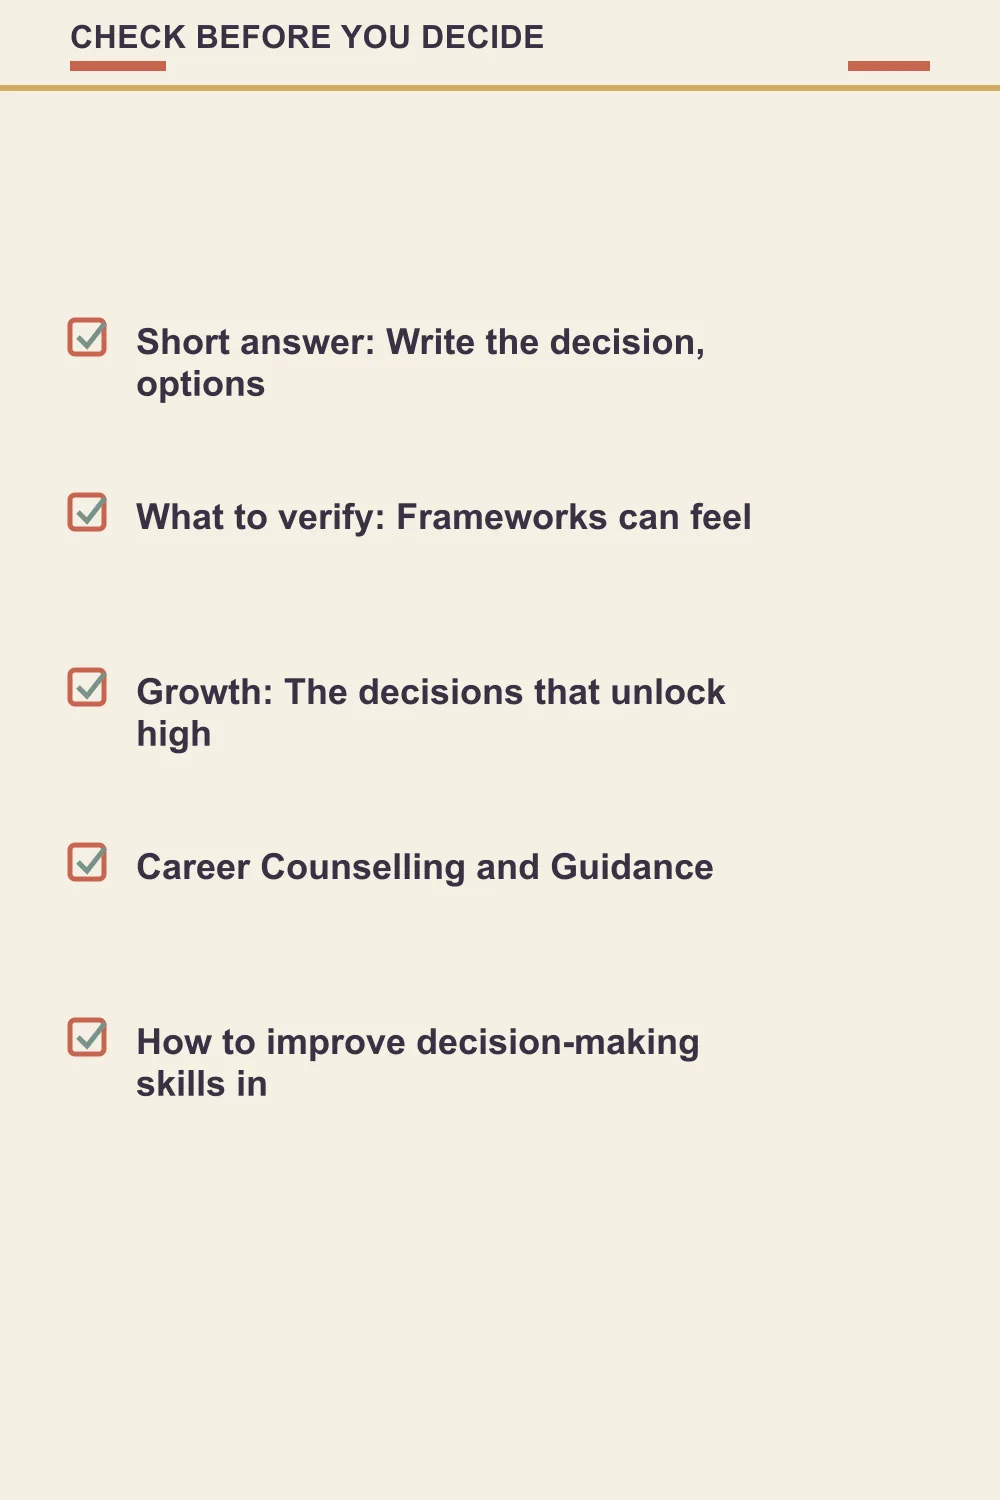 CHECK BEFORE YOU DECIDE
Short answer: Write the decision,
options
What to verify: Frameworks can feel
Growth: The decisions that unlock
high
Career Counselling and Guidance
How to improve decision-making
skills in